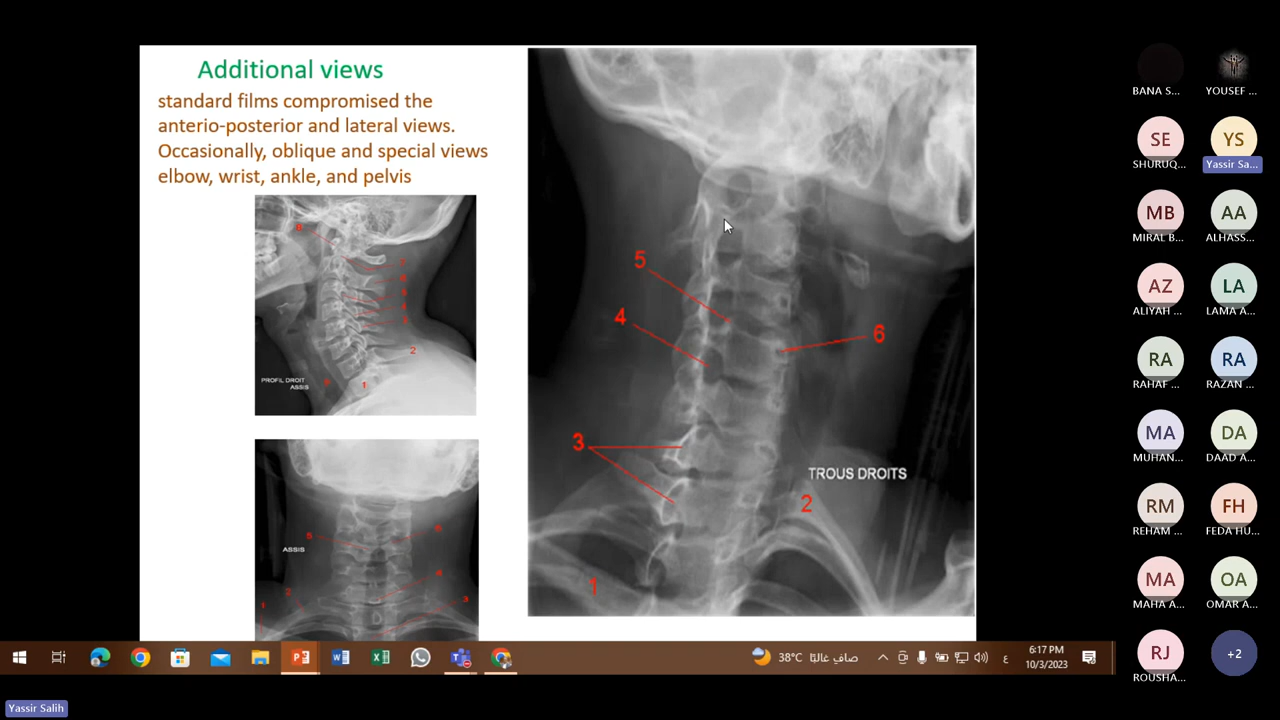 Additional views
standard films compromised the
anterio-posterior and lateral views.
Occasionally, oblique and special views
elbow, wrist, ankle, and pelvis
PROFIL DROIT
ASSIS
2
1
ASSIS
5
4
3
6
TROUS DROITS
2
1
BANA S...
YOUSEF ...
SE
SHURUQ...
YS
Yassir Sa...
MB
MIRAL B...
AA
ALHASS...
AZ
ALIYAH ...
LA
LAMA A...
RA
RAHAF ...
RA
RAZAN ...
MA
MUHAN...
DA
DAAD A...
RM
REHAM ...
FH
FEDA HU...
MA
MAHA A...
OA
OMAR A...
RJ
ROUSHA...
+2
38°C صافي غالبًا
ع
6:17 PM
10/3/2023
Yassir Salih